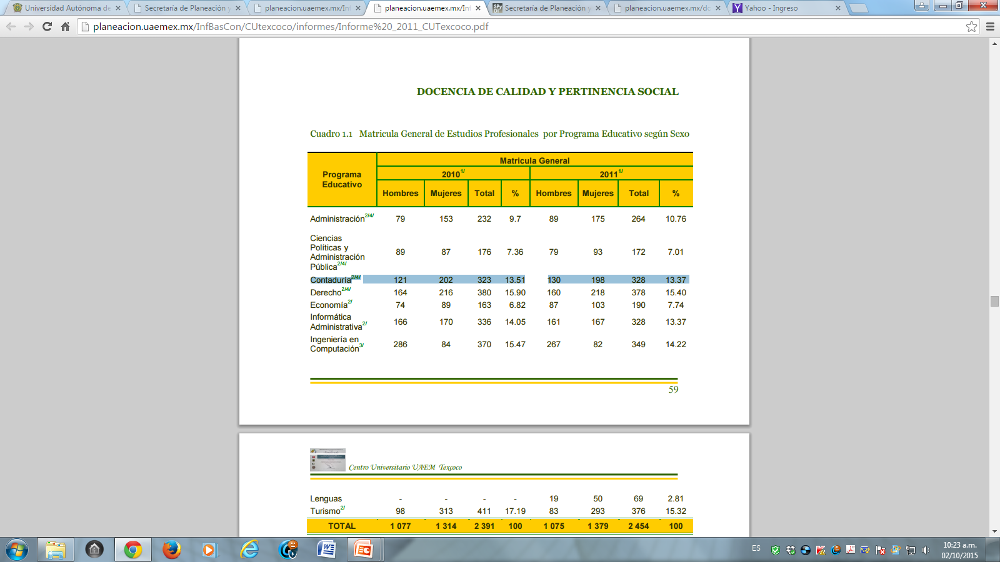 Universidad Autónoma de
Secretaría de Planeación y
planeacion.uaemex.mx/Inf
planeacion.uaemex.mx/Inf
Secretaría de Planeación y
planeacion.uaemex.mx/do
Yahoo - Ingreso
planeacion.uaemex.mx/InfBasCon/CUtexcoco/informes/Informe%20_2011_CUTexcoco.pdf
DOCENCIA DE CALIDAD Y PERTINENCIA SOCIAL
Cuadro 1.1 Matricula General de Estudios Profesionales por Programa Educativo según Sexo
Programa Educativo Matricula General
2010 1/ 2011 1/
Hombres Mujeres Total % Hombres Mujeres Total %
Administración 2/4/ 79 153 232 9.7 89 175 264 10.76
Ciencias
Políticas y
Administración
Pública 2/4/ 89 87 176 7.36 79 93 172 7.01
Contaduría 2/4/ 121 202 323 13.51 130 198 328 13.37
Derecho 2/4/ 164 216 380 15.90 160 218 378 15.40
Economía 2/ 74 89 163 6.82 87 103 190 7.74
Informática
Administrativa 2/ 166 170 336 14.05 161 167 328 13.37
Ingeniería en
Computación 3/ 286 84 370 15.47 267 82 349 14.22
59
Centro Universitario UAEM Texcoco
Lenguas - - - - 19 50 69 2.81
Turismo 2/ 98 313 411 17.19 83 293 376 15.32
TOTAL 1 077 1 314 2 391 100 1 075 1 379 2 454 100
ES
10:23 a.m.
02/10/2015